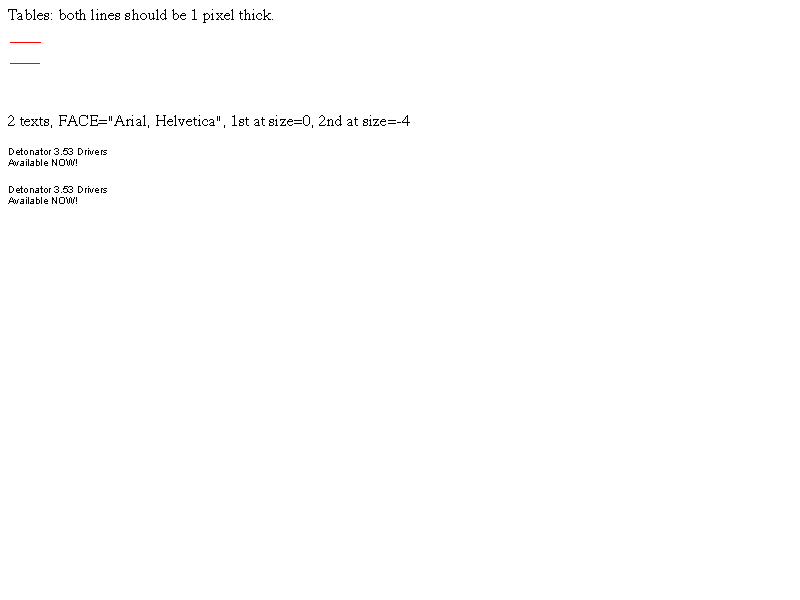 Tables: both lines should be 1 pixel thick.
2 texts, FACE="Arial, Helvetica", 1st at size=0, 2nd at size=-4
Detonator 3.53 Drivers
Available NOW!
Detonator 3.53 Drivers
Available NOW!